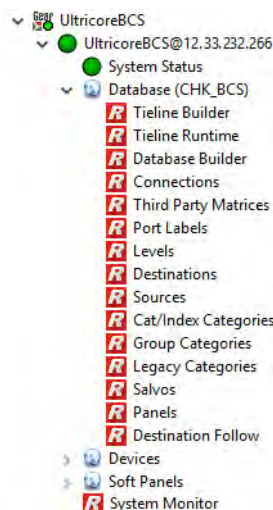 Gear UltricoreBCS
UltricoreBCS@12.33.232.266
System Status
Database (CHK_BCS)
Tieline Builder
Tieline Runtime
Database Builder
Connections
Third Party Matrices
Port Labels
Levels
Destinations
Sources
Cat/Index Categories
Group Categories
Legacy Categories
Salvos
Panels
Destination Follow
Devices
Soft Panels
System Monitor